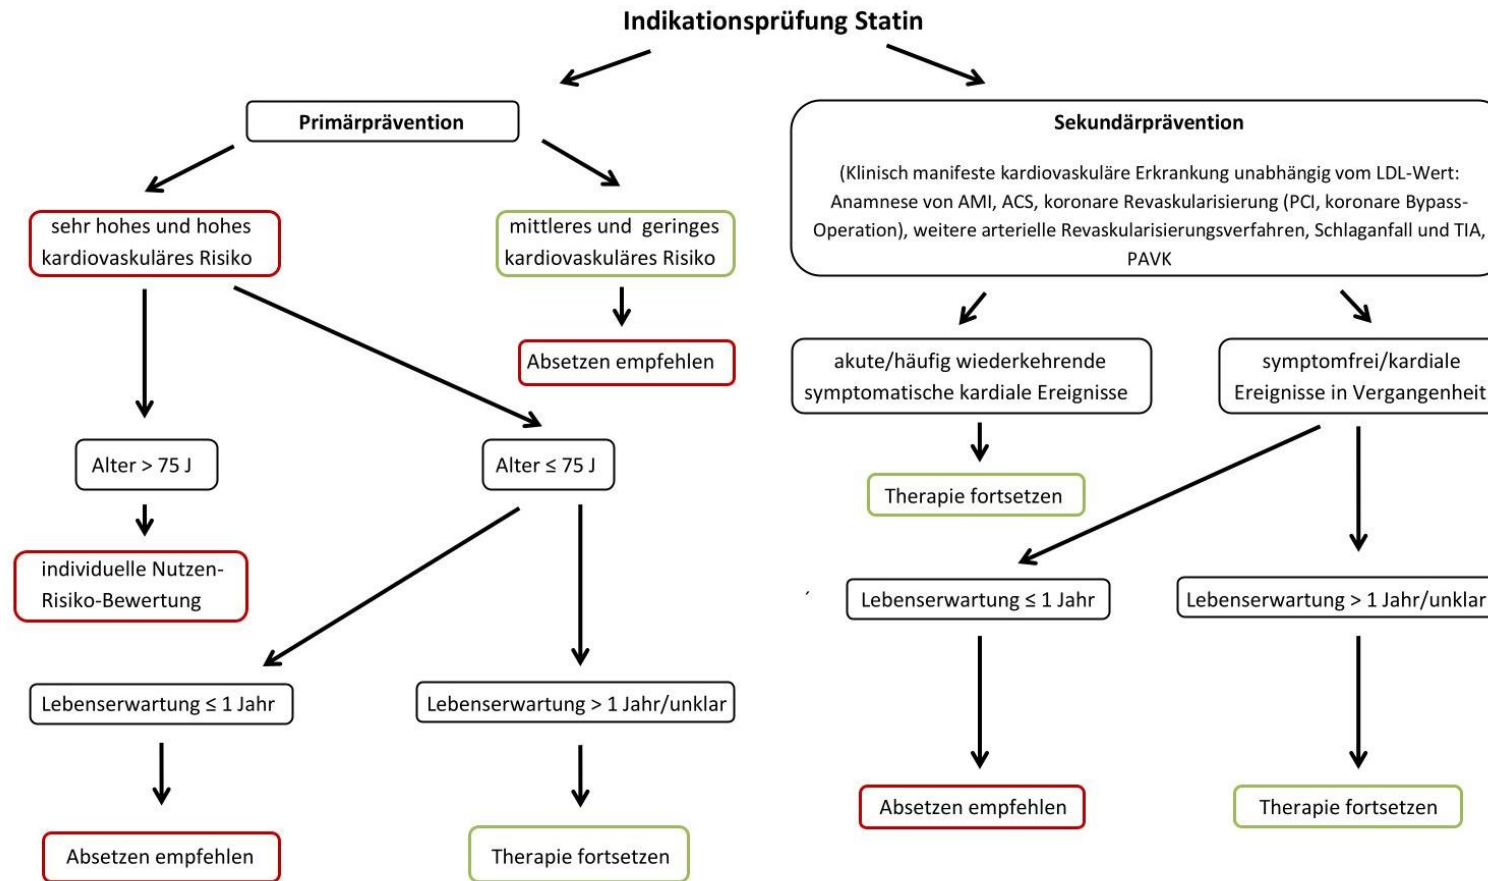 Indikationsprüfung Statin
Primärprävention
sehr hohes und hohes
kardiovaskuläres Risiko
mittleres und geringes
kardiovaskuläres Risiko
Absetzen empfehlen
Alter > 75 J
Alter ≤ 75 J
individuelle Nutzen-
Risiko-Bewertung
Lebenserwartung ≤ 1 Jahr
Lebenserwartung > 1 Jahr/unklar
Absetzen empfehlen
Therapie fortsetzen
Sekundärprävention
(Klinisch manifeste kardiovaskuläre Erkrankung unabhängig vom LDL-Wert:
Anamnese von AMI, ACS, koronare Revaskularisierung (PCI, koronare Bypass-
Operation), weitere arterielle Revaskularisierungsverfahren, Schlaganfall und TIA,
PAVK
akute/häufig wiederkehrende
symptomatische kardiale Ereignisse
symptomfrei/kardiale
Ereignisse in Vergangenheit
Therapie fortsetzen
Lebenserwartung ≤ 1 Jahr
Lebenserwartung > 1 Jahr/unklar
Absetzen empfehlen
Therapie fortsetzen